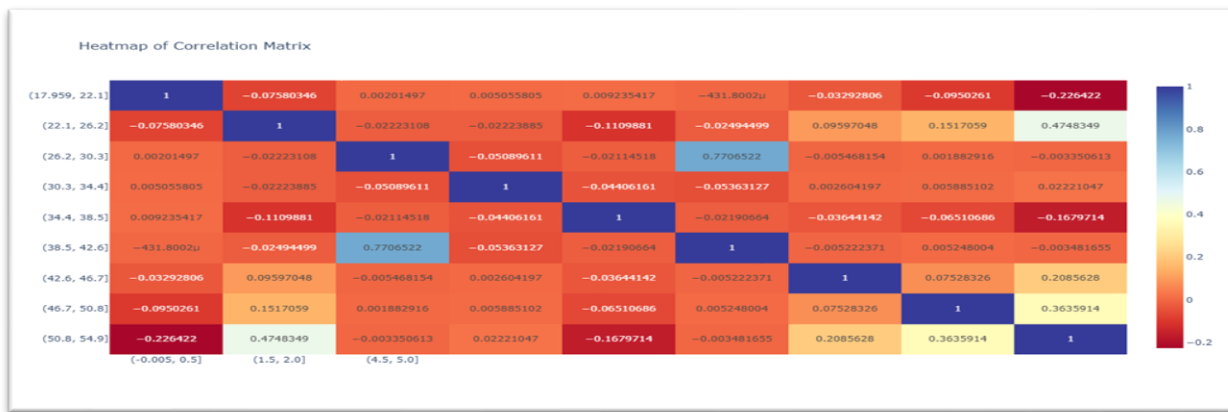 Heatmap of Correlation Matrix
(17.959, 22.1] 1 −0.07580346 0.00201497 0.005055805 0.009235417 −431.8002μ −0.03292806 −0.0950261 −0.226422
(22.1, 26.2] −0.07580346 1 −0.02223108 −0.02223885 −0.1109881 −0.02494499 0.09597048 0.1517059 0.4748349
(26.2, 30.3] 0.00201497 −0.02223108 1 −0.05089611 −0.02114518 0.7706522 −0.005468154 0.001882916 −0.003350613
(30.3, 34.4] 0.005055805 −0.02223885 −0.05089611 1 −0.04406161 −0.05363127 0.002604197 0.005885102 0.02221047
(34.4, 38.5] 0.009235417 −0.1109881 −0.02114518 −0.04406161 1 −0.02190664 −0.03644142 −0.06510686 −0.1679714
(38.5, 42.6] −431.8002μ −0.02494499 0.7706522 −0.05363127 −0.02190664 1 −0.005222371 0.005248004 −0.003481655
(42.6, 46.7] −0.03292806 0.09597048 −0.005468154 0.002604197 −0.03644142 −0.005222371 1 0.07528326 0.2085628
(46.7, 50.8] −0.0950261 0.1517059 0.001882916 0.005885102 −0.06510686 0.005248004 0.07528326 1 0.3635914
(50.8, 54.9] −0.226422 0.4748349 −0.003350613 0.02221047 −0.1679714 −0.003481655 0.2085628 0.3635914 1
(-0.005, 0.5] (1.5, 2.0] (4.5, 5.0]
1
0.8
0.6
0.4
0.2
0
−0.2